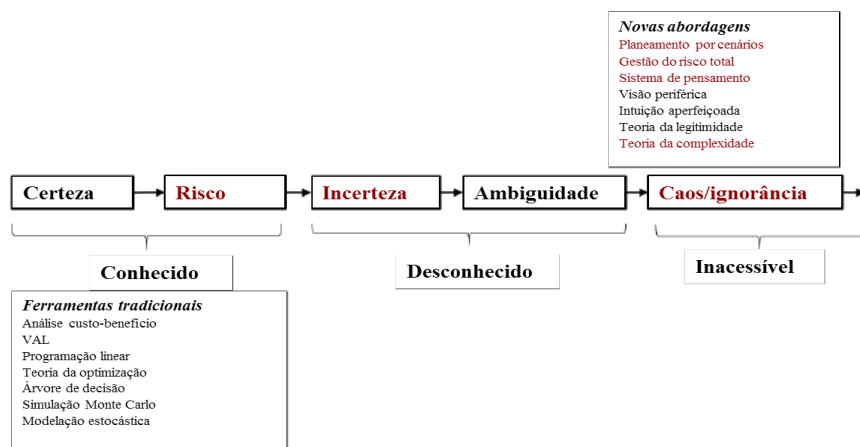 Novas abordagens
Planeamento por cenários
Gestão do risco total
Sistema de pensamento
Visão periférica
Intuição aperfeiçoada
Teoria da legitimidade
Teoria da complexidade
Certeza
Risco
Incerteza
Ambiguidade
Caos/ignorância
Conhecido
Desconhecido
Inacessível
Ferramentas tradicionais
Análise custo-benefício
VAL
Programação linear
Teoria da optimização
Árvore de decisão
Simulação Monte Carlo
Modelação estocástica